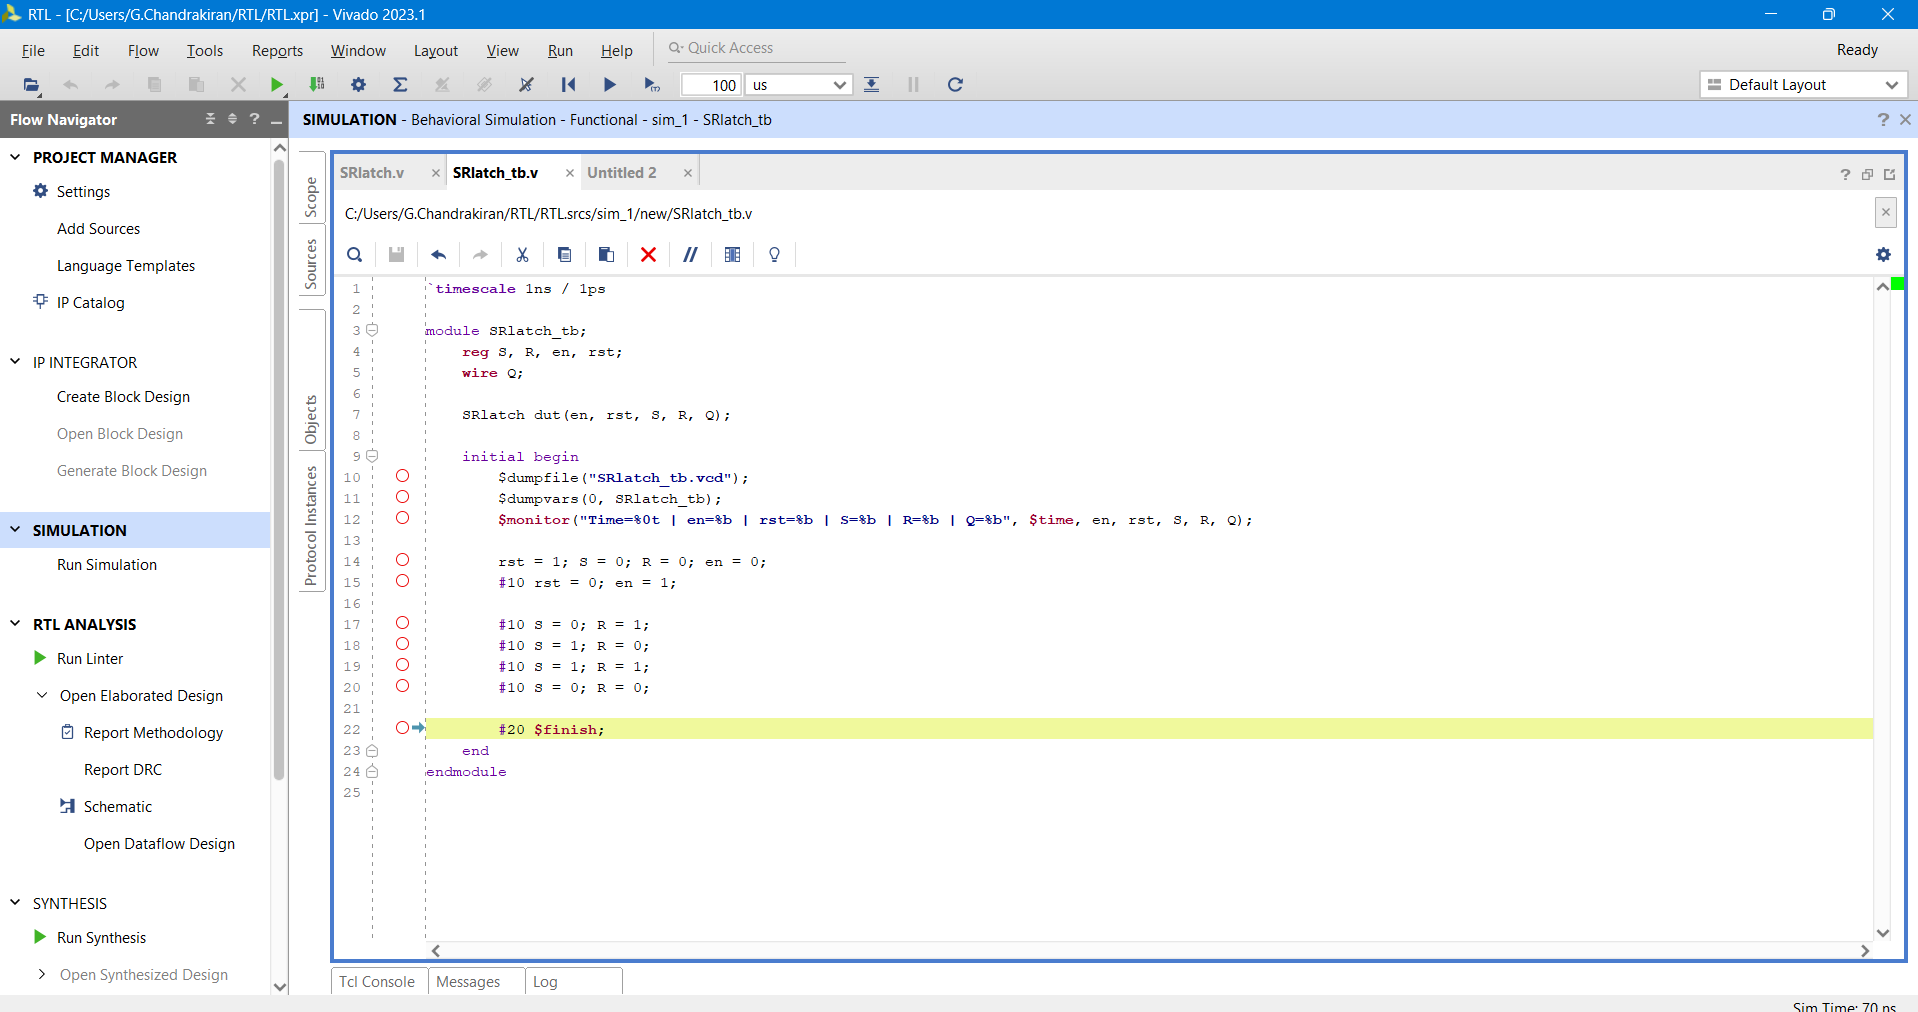 RTL - [C:/Users/G.Chandrakiran/RTL/RTL.xpr] - Vivado 2023.1
File Edit Flow Tools Reports Window Layout View Run Help Quick Access Ready
100 us Default Layout
Flow Navigator
PROJECT MANAGER
Settings
Add Sources
Language Templates
IP Catalog
IP INTEGRATOR
Create Block Design
Open Block Design
Generate Block Design
SIMULATION
Run Simulation
RTL ANALYSIS
Run Linter
Open Elaborated Design
Report Methodology
Report DRC
Schematic
Open Dataflow Design
SYNTHESIS
Run Synthesis
Open Synthesized Design
SIMULATION - Behavioral Simulation - Functional - sim_1 - SRlatch_tb
Scope
Sources
Objects
Protocol Instances
SRlatch.v SRlatch_tb.v Untitled 2
C:/Users/G.Chandrakiran/RTL/RTL.srcs/sim_1/new/SRlatch_tb.v
1 `timescale 1ns / 1ps
2
3 module SRlatch_tb;
4 reg S, R, en, rst;
5 wire Q;
6
7 SRlatch dut(en, rst, S, R, Q);
8
9 initial begin
10 $dumpfile("SRlatch_tb.vcd");
11 $dumpvars(0, SRlatch_tb);
12 $monitor("Time=%0t | en=%b | rst=%b | S=%b | R=%b | Q=%b", $time, en, rst, S, R, Q);
13
14 rst = 1; S = 0; R = 0; en = 0;
15 #10 rst = 0; en = 1;
16
17 #10 S = 0; R = 1;
18 #10 S = 1; R = 0;
19 #10 S = 1; R = 1;
20 #10 S = 0; R = 0;
21
22 #20 $finish;
23 end
24 endmodule
25
Tcl Console Messages Log
Sim Time: 70 ns